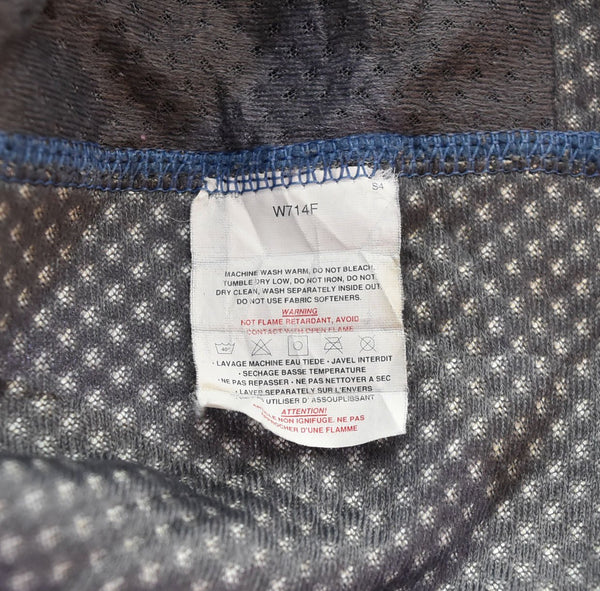 S4
W714F
MACHINE WASH WARM, DO NOT BLEACH,
TUMBLE DRY LOW, DO NOT IRON, DO NOT
DRY CLEAN, WASH SEPARATELY INSIDE OUT
DO NOT USE FABRIC SOFTENERS.
WARNING
NOT FLAME RETARDANT, AVOID
CONTACT WITH OPEN FLAME
40°
• LAVAGE MACHINE EAU TIEDE • JAVEL INTERDIT
• SECHAGE BASSE TEMPERATURE
• NE PAS REPASSER • NE PAS NETTOYER A SEC
• LAVER SEPARATELY SUR L'ENVERS
UTILISER D'ASSOUPLISSANT
ATTENTION!
NON IGNIFUGE. NE PAS
D'UNE FLAMME